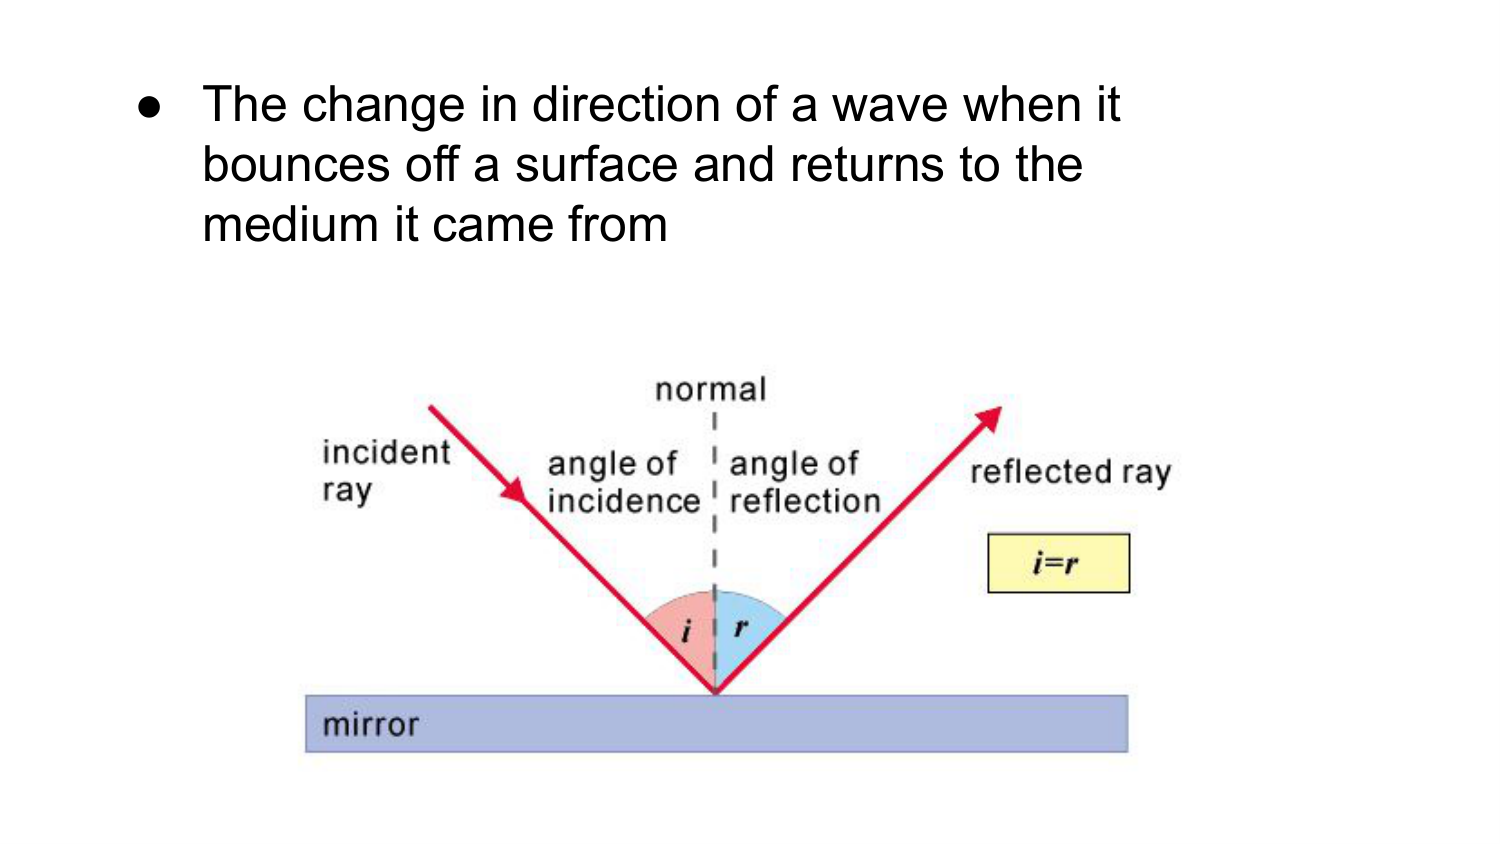 ● The change in direction of a wave when it
bounces off a surface and returns to the
medium it came from
normal
incident
ray
angle of
incidence
angle of
reflection
reflected ray
i=r
i
r
mirror